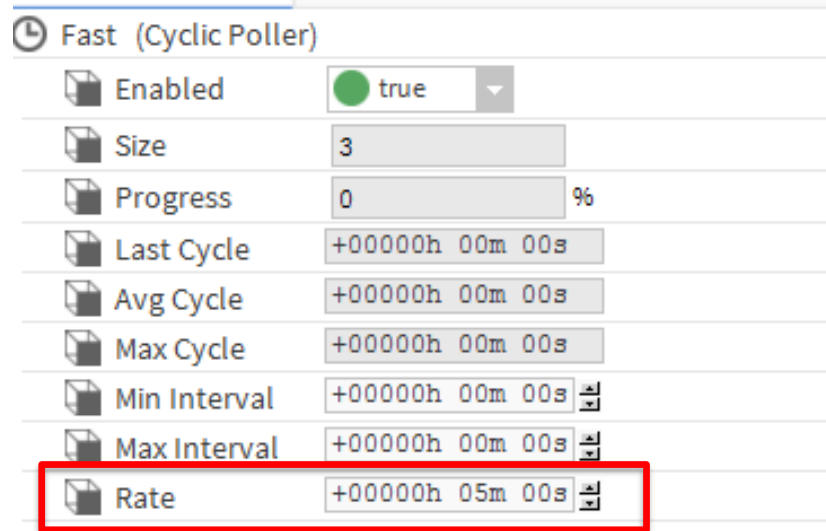 Fast (Cyclic Poller)
Enabled true
Size 3
Progress 0 %
Last Cycle +00000h 00m 00s
Avg Cycle +00000h 00m 00s
Max Cycle +00000h 00m 00s
Min Interval +00000h 00m 00s
Max Interval +00000h 00m 00s
Rate +00000h 05m 00s